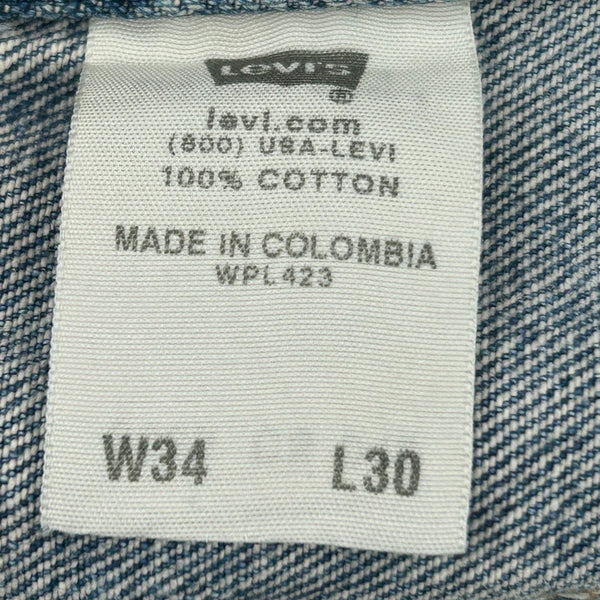 LEVI'S
®
levi.com
(800) USA-LEVI
100% COTTON
MADE IN COLOMBIA
WPL423
W34 L30